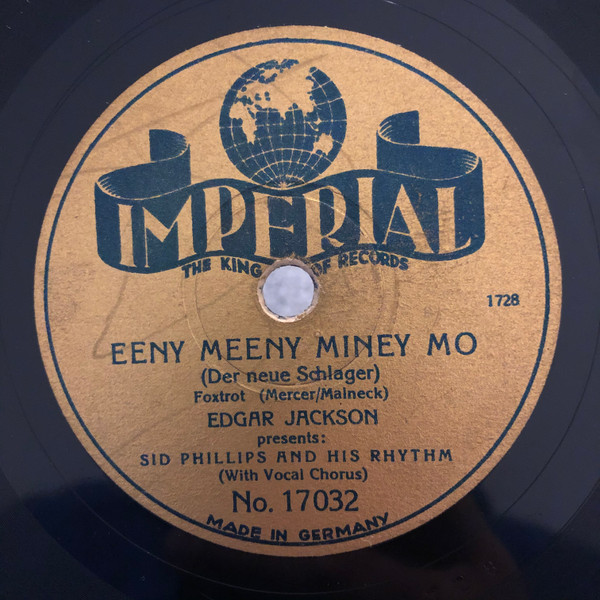 IMPERIAL
THE KING OF RECORDS
1728
EENY MEENY MINEY MO
(Der neue Schlager)
Foxtrot (Mercer/Malneck)
EDGAR JACKSON
presents:
SID PHILLIPS AND HIS RHYTHM
(With Vocal Chorus)
No. 17032
MADE IN GERMANY